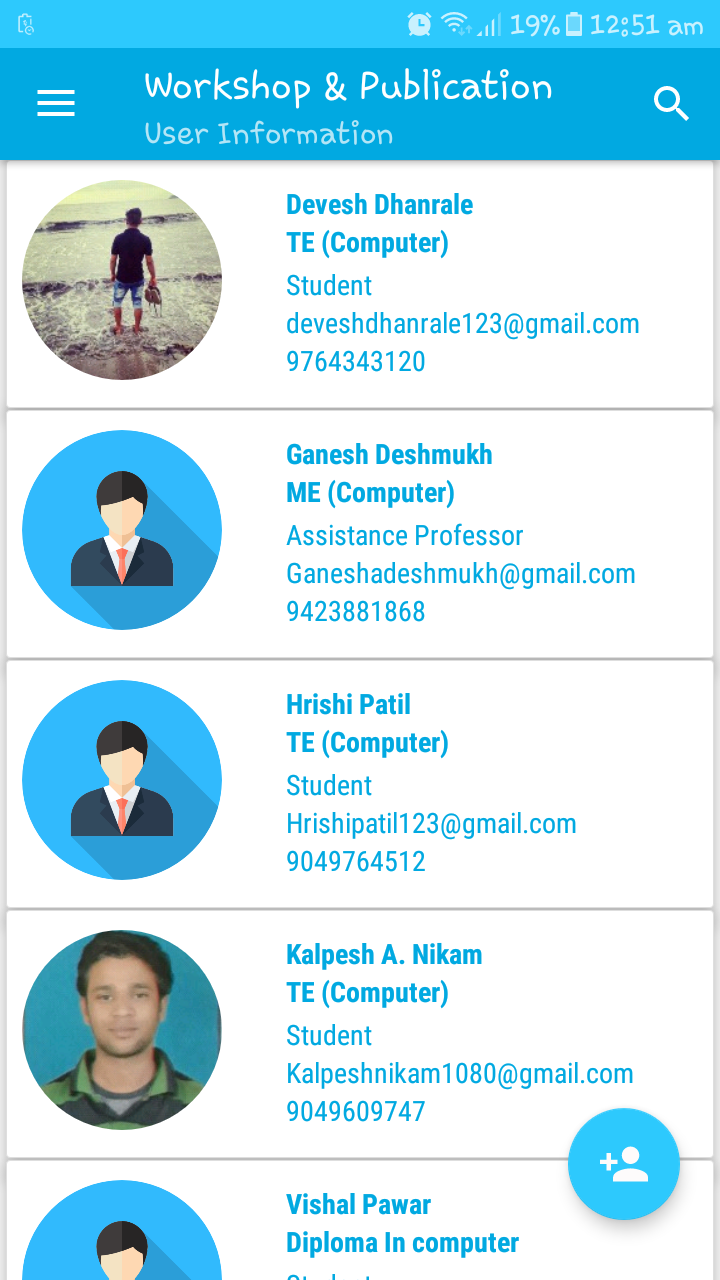 19% 12:51 am
Workshop & Publication
User Information
Devesh Dhanrale
TE (Computer)
Student
deveshdhanrale123@gmail.com
9764343120
Ganesh Deshmukh
ME (Computer)
Assistance Professor
Ganeshadeshmukh@gmail.com
9423881868
Hrishi Patil
TE (Computer)
Student
Hrishipatil123@gmail.com
9049764512
Kalpesh A. Nikam
TE (Computer)
Student
Kalpeshnikam1080@gmail.com
9049609747
Vishal Pawar
Diploma In computer